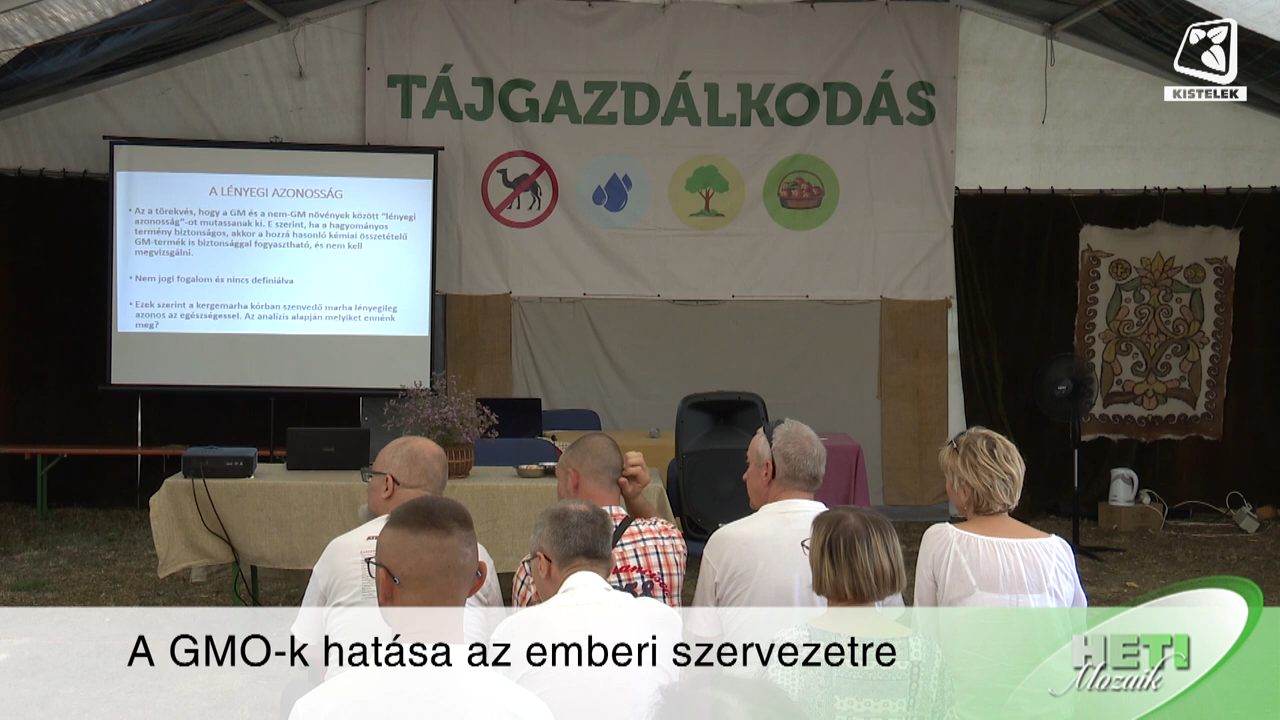 KISTELEK
TÁJGAZDÁLKODÁS
A LÉNYEGI AZONOSSÁG
• Az a törekvés, hogy a GM és a nem-GM növények között "lényegi
azonosság"-ot mutassanak ki. E szerint, ha a hagyományos
termény biztonságos, akkor a hozzá hasonló kémiai összetételű
GM-termék is biztonsággal fogyasztható, és nem kell
megvizsgálni.
• Nem jogi fogalom és nincs definiálva
• Ezek szerint a kergemarha kórban szenvedő marha lényegileg
azonos az egészségessel. Az analízis alapján melyiket ennénk
meg?
A GMO-k hatása az emberi szervezetre
HETI
Mozaik